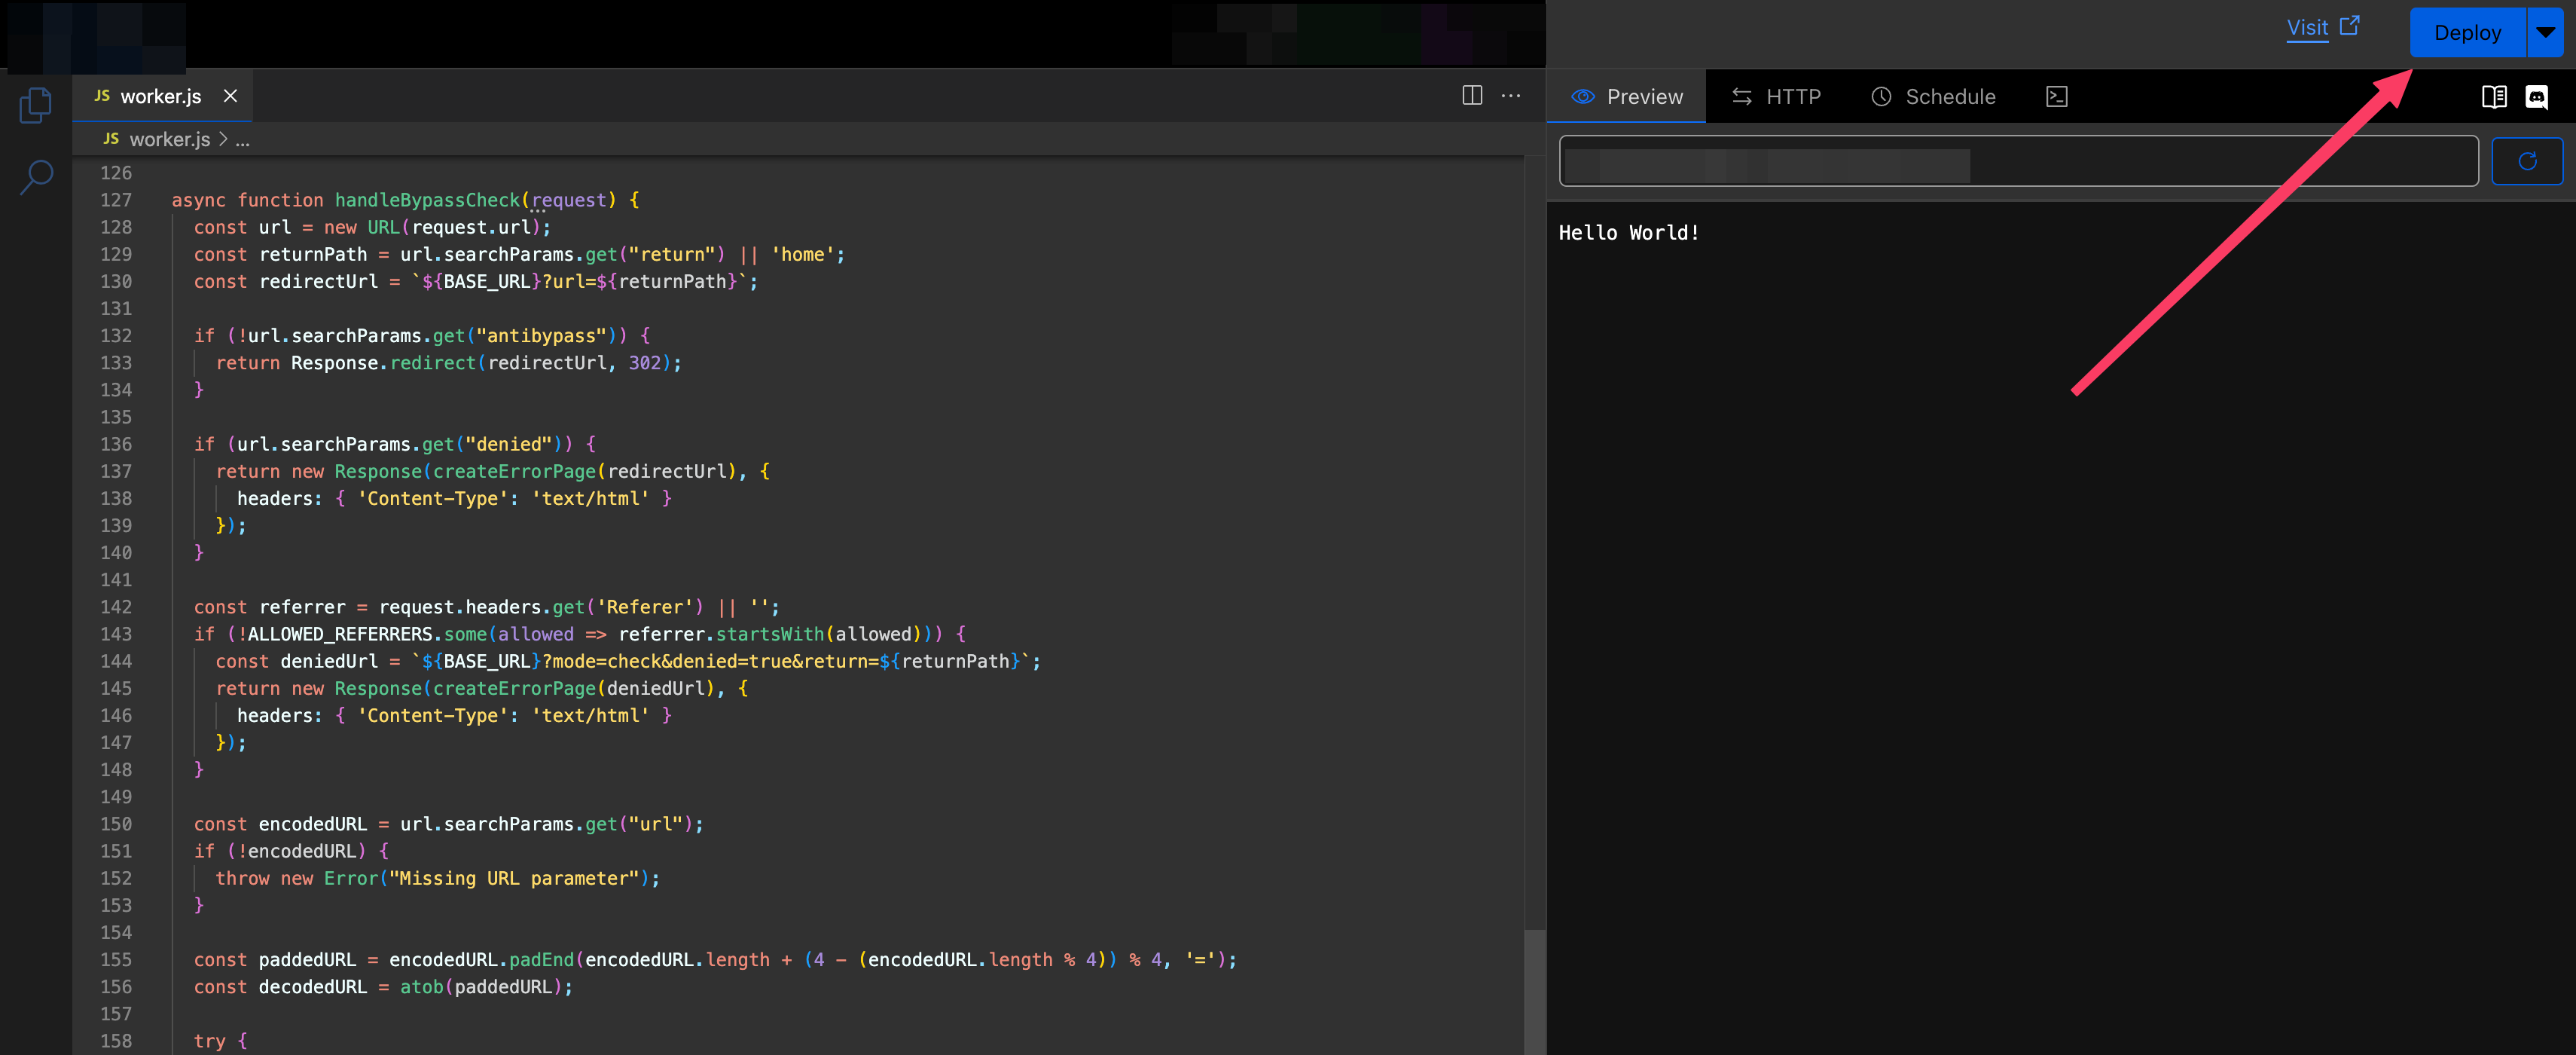 Visit
Deploy
JS worker.js
Preview
HTTP
Schedule
JS worker.js > ...
126
127 async function handleBypassCheck(request) {
128 const url = new URL(request.url);
129 const returnPath = url.searchParams.get("return") || 'home';
130 const redirectUrl = `${BASE_URL}?url=${returnPath}`;
131
132 if (!url.searchParams.get("antibypass")) {
133 return Response.redirect(redirectUrl, 302);
134 }
135
136 if (url.searchParams.get("denied")) {
137 return new Response(createErrorPage(redirectUrl), {
138 headers: { 'Content-Type': 'text/html' }
139 });
140 }
141
142 const referrer = request.headers.get('Referer') || '';
143 if (!ALLOWED_REFERRERS.some(allowed => referrer.startsWith(allowed))) {
144 const deniedUrl = `${BASE_URL}?mode=check&denied=true&return=${returnPath}`;
145 return new Response(createErrorPage(deniedUrl), {
146 headers: { 'Content-Type': 'text/html' }
147 });
148 }
149
150 const encodedURL = url.searchParams.get("url");
151 if (!encodedURL) {
152 throw new Error("Missing URL parameter");
153 }
154
155 const paddedURL = encodedURL.padEnd(encodedURL.length + (4 - (encodedURL.length % 4)) % 4, '=');
156 const decodedURL = atob(paddedURL);
157
158 try {
Hello World!